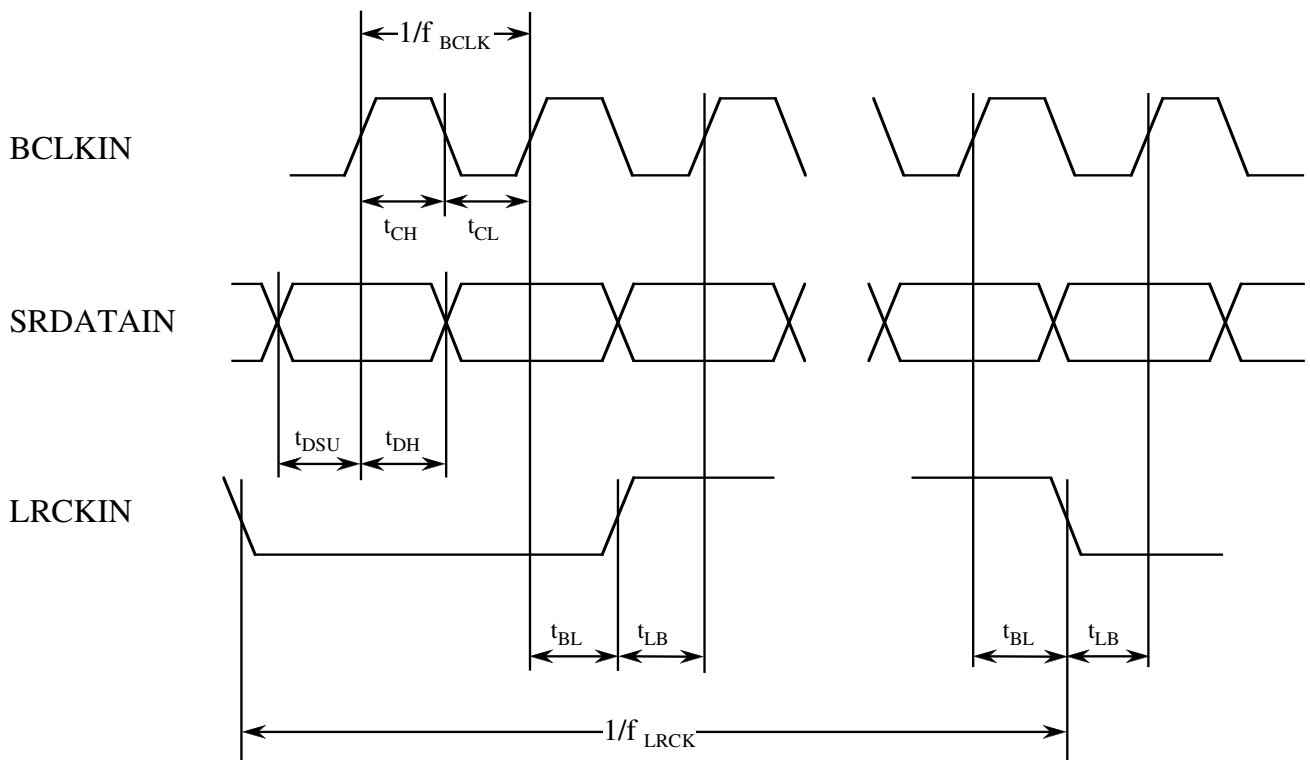 1/f BCLK
BCLKIN
tCH tCL
SRDATAIN
tDSU tDH
LRCKIN
tBL tLB tBL tLB
1/f LRCK